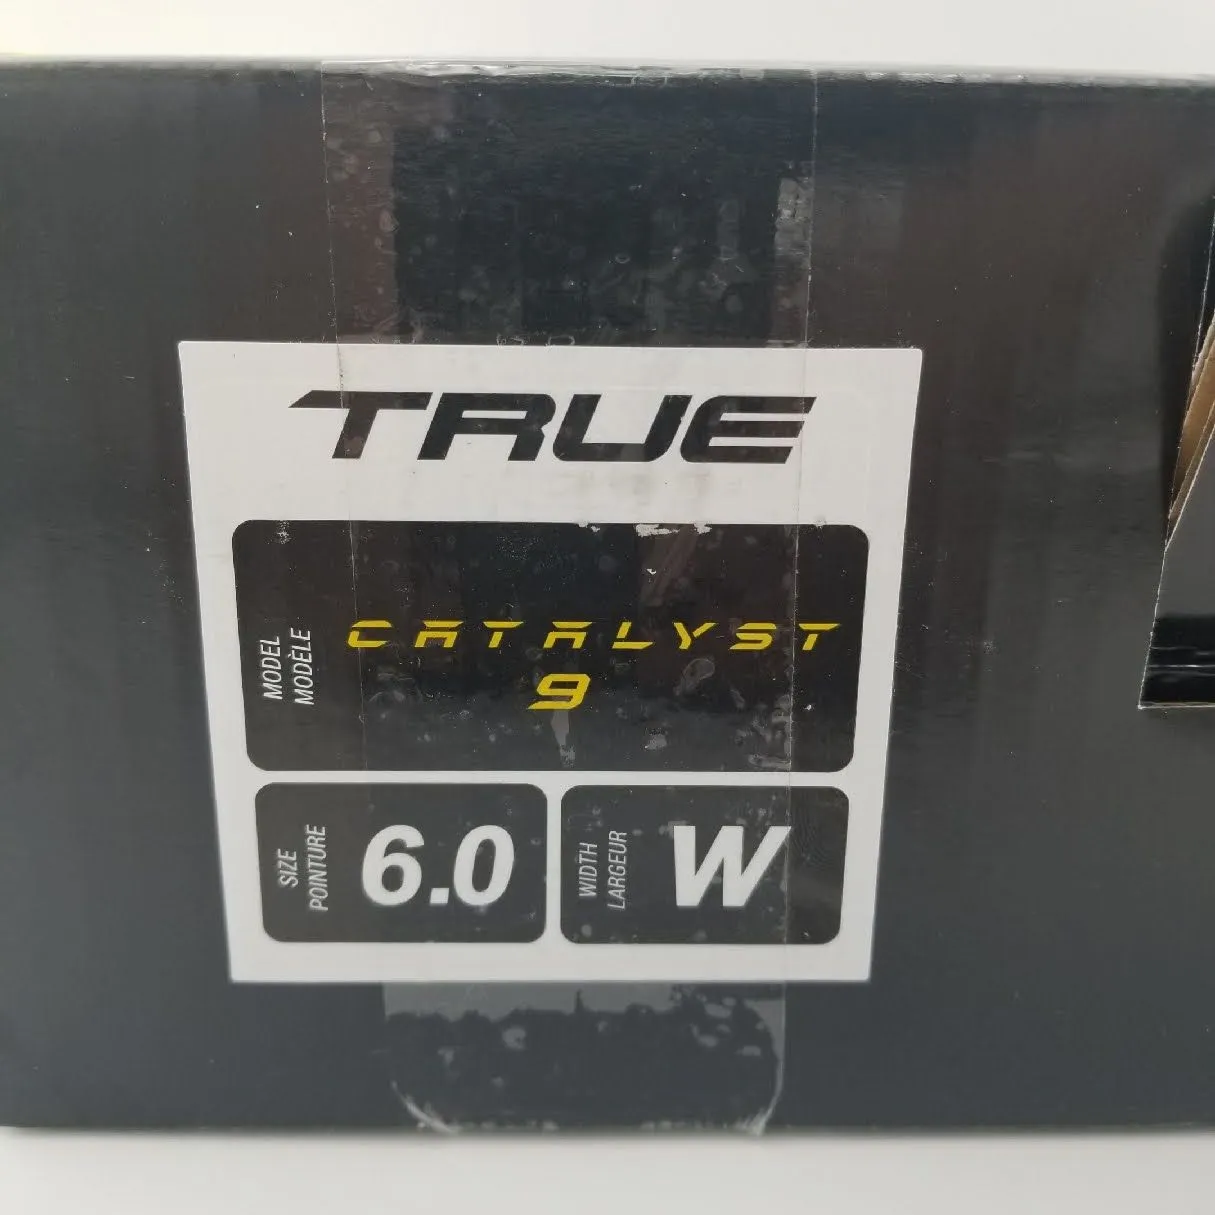 TRUE
MODEL
MODÈLE
CATALYST
9
SIZE
POINTURE
6.0
WIDTH
LARGEUR
W